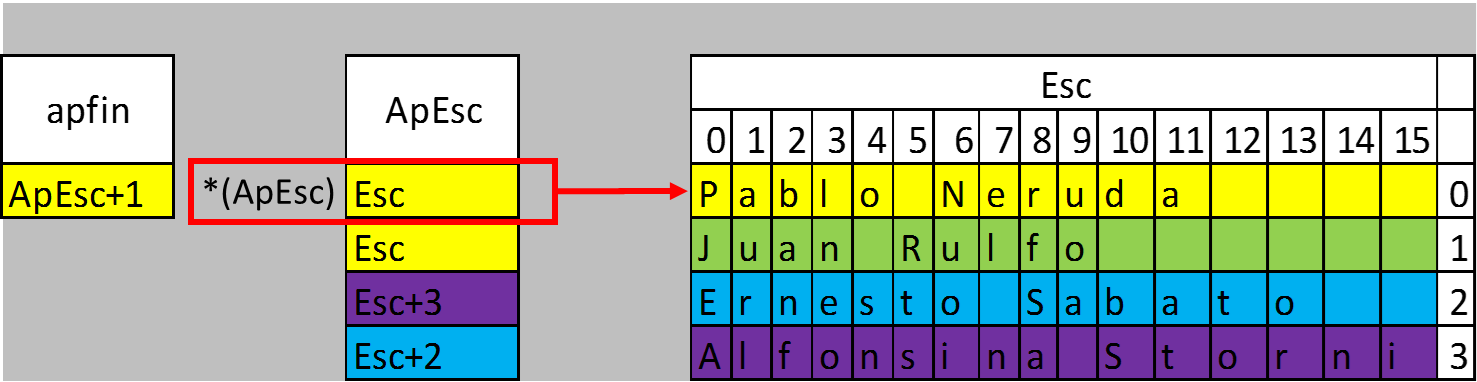 Esc
apfin ApEsc
0 1 2 3 4 5 6 7 8 9 10 11 12 13 14 15
ApEsc+1 *(ApEsc) Esc P a b l o N e r u d a 0
Esc J u a n R u l f o 1
Esc+3 E r n e s t o S a b a t o 2
Esc+2 A l f o n s i n a S t o r n i 3